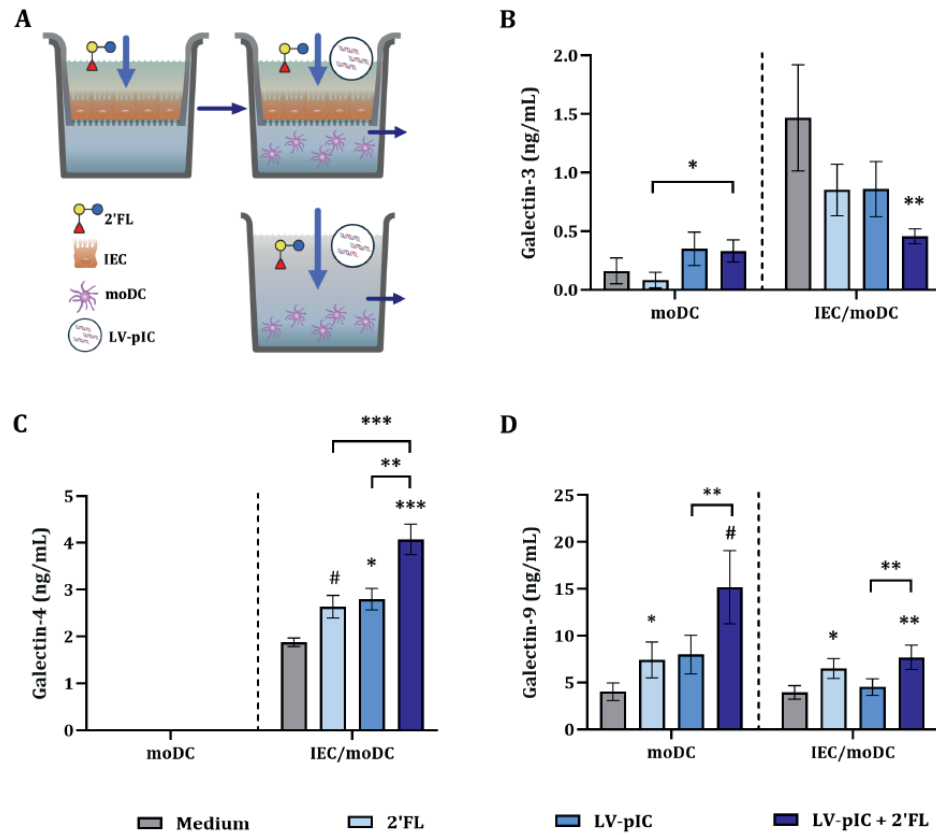 A
2'FL
IEC
moDC
LV-pIC
B
Galectin-3 (ng/mL)
2.0
1.5
1.0
0.5
0.0
*
**
moDC
IEC/moDC
C
Galectin-4 (ng/mL)
5
4
3
2
1
0
***
**
***
#
*
moDC
IEC/moDC
D
Galectin-9 (ng/mL)
25
20
15
10
5
0
**
#
*
**
*
**
moDC
IEC/moDC
Medium
2'FL
LV-pIC
LV-pIC + 2'FL